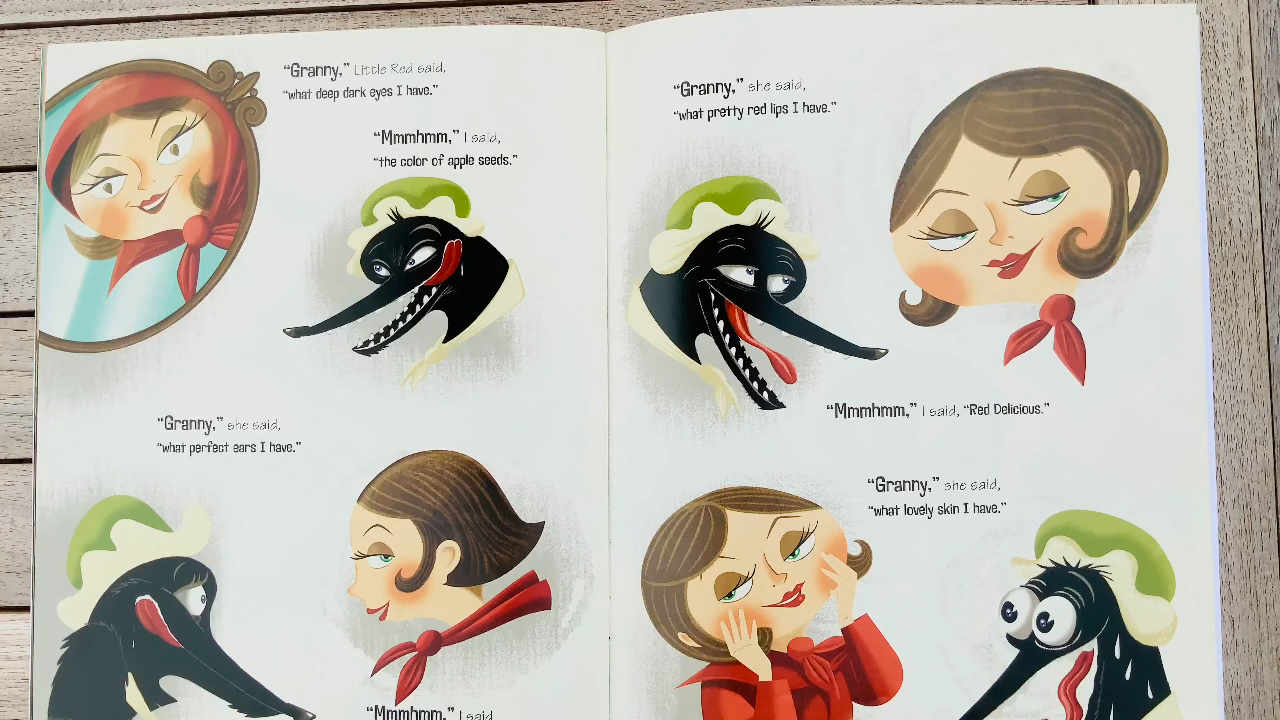 “Granny,” Little Red said,
“what deep dark eyes I have.”
“Mmmhmm,” I said,
“the color of apple seeds.”
“Granny,” she said,
“what perfect ears I have.”
“Mmmhmm,” I said
“Granny,” she said,
“what pretty red lips I have.”
“Mmmhmm,” I said, “Red Delicious.”
“Granny,” she said,
“what lovely skin I have.”